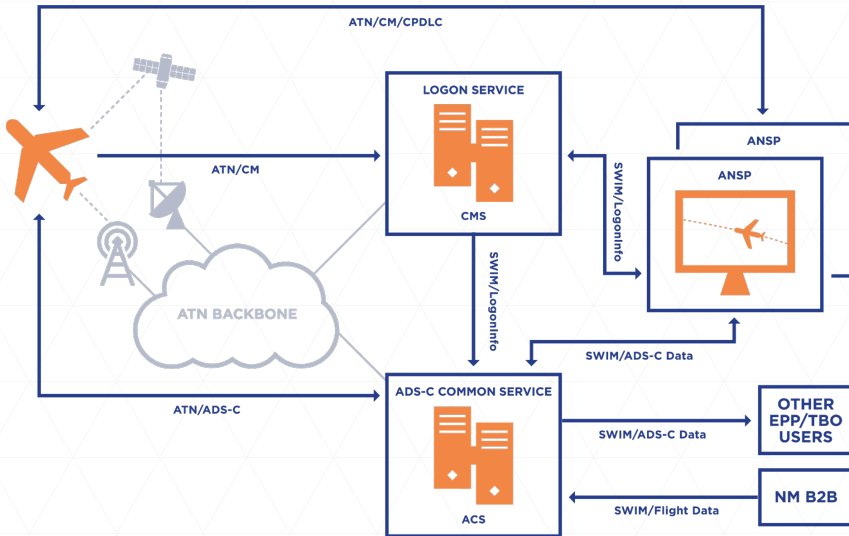 ATN/CM/CPDLC
LOGON SERVICE
CMS
ATN/CM
SWIM/LogonInfo
ANSP
ANSP
SWIM/LogonInfo
ATN BACKBONE
SWIM/ADS-C Data
ATN/ADS-C
ADS-C COMMON SERVICE
ACS
SWIM/ADS-C Data
OTHER
EPP/TBO
USERS
SWIM/Flight Data
NM B2B